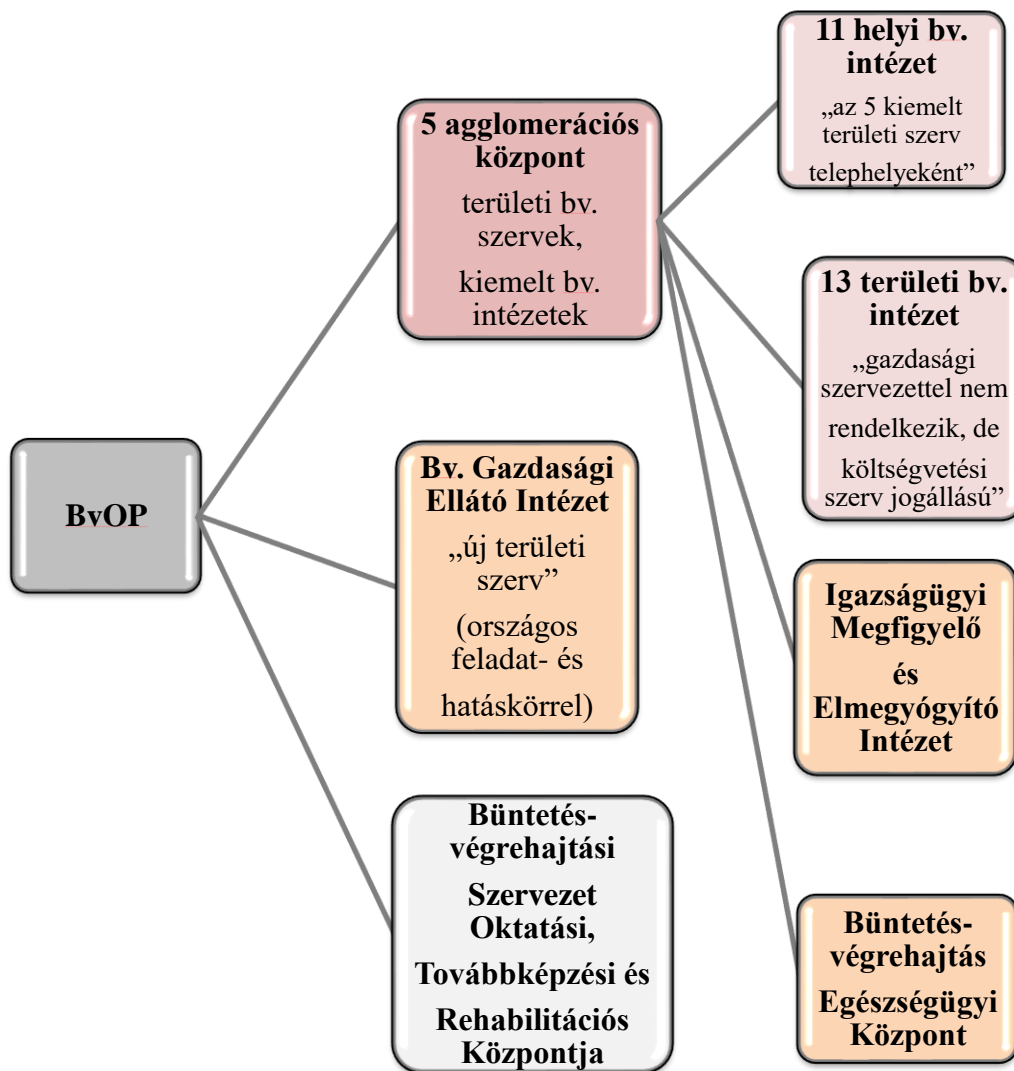 BvOP
5 agglomerációs
központ
területi bv.
szervek,
kiemelt bv.
intézetek
Bv. Gazdasági
Ellátó Intézet
„új területi
szerv”
(országos
feladat- és
hatáskörrel)
Büntetés-
végrehajtási
Szervezet
Oktatási,
Továbbképzési és
Rehabilitációs
Központja
11 helyi bv.
intézet
„az 5 kiemelt
területi szerv
telephelyeként”
13 területi bv.
intézet
„gazdasági
szervezettel nem
rendelkezik, de
költségvetési
szerv jogállású”
Igazságügyi
Megfigyelő
és
Elmegyógyító
Intézet
Büntetés-
végrehajtás
Egészségügyi
Központ